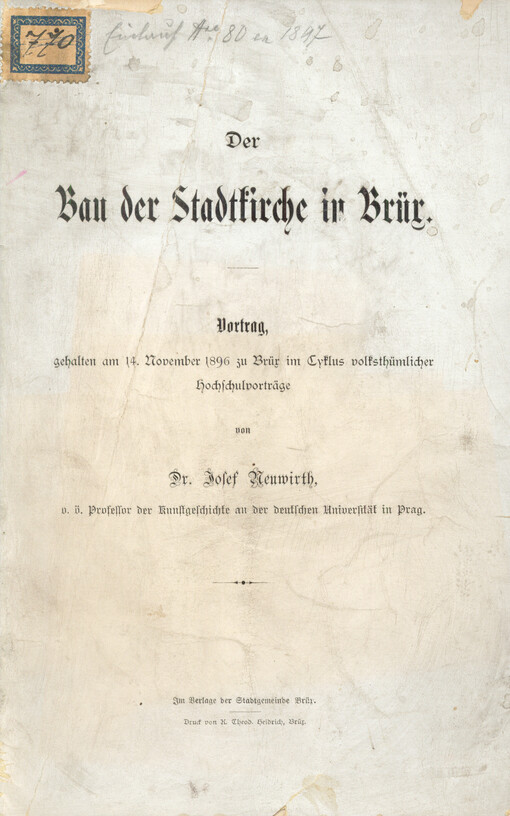 770
Einlauf No 80 ex 1897
Der
Bau der Stadtkirche in Brüx.
Vortrag,
gehalten am 14. November 1896 zu Brüx im Cyklus volksthümlicher
Hochschulvorträge
von
Dr. Josef Neuwirth,
o. ö. Professor der Kunstgeschichte an der deutschen Universität in Prag.
Im Verlage der Stadtgemeinde Brüx.
Druck von A. Theod. Heidrich, Brüx.